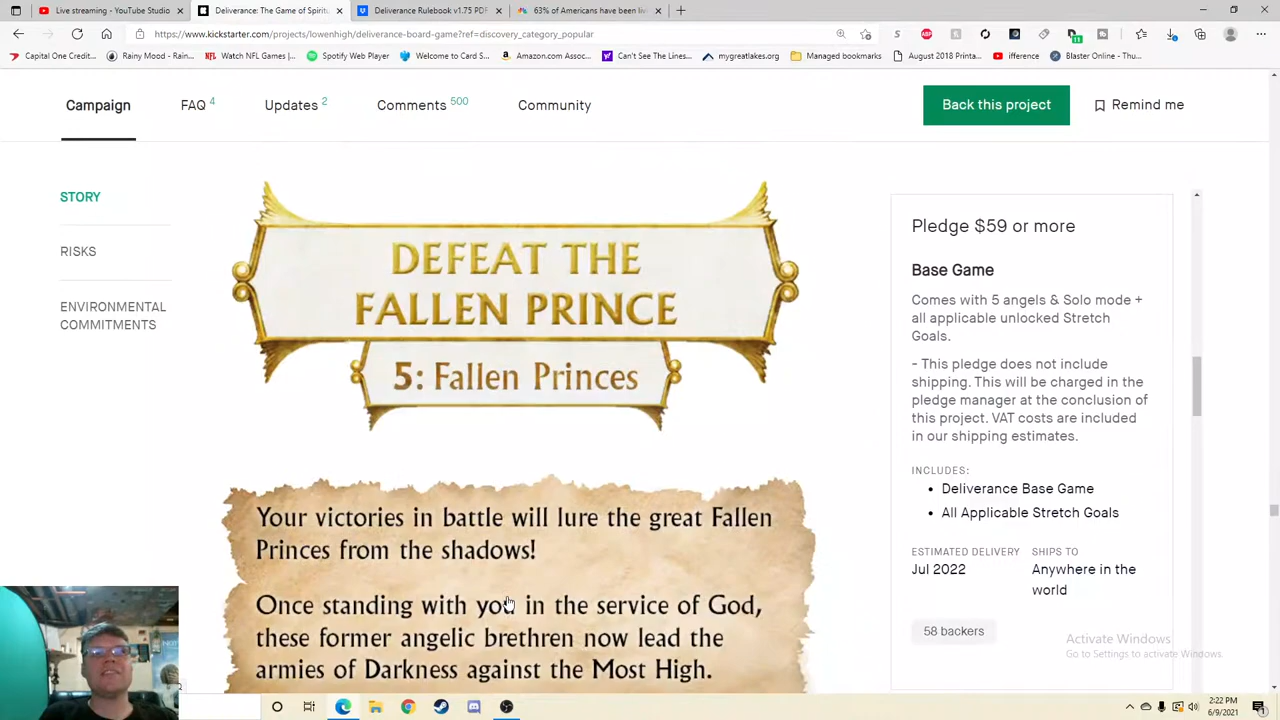 Live streaming - YouTube Studio
Deliverance: The Game of Spiritu
Deliverance Rulebook v1.75 PDF
63% of Americans have been livi
https://www.kickstarter.com/projects/lowenhigh/deliverance-board-game?ref=discovery_category_popular
Capital One Credit...
Rainy Mood - Rain...
Watch NFL Games |...
Spotify Web Player
Welcome to Card S...
Amazon.com Assoc...
Can't See The Lines...
mygreatlakes.org
Managed bookmarks
August 2018 Printa...
ifference
Blaster Online - Thu...
Campaign
FAQ 4
Updates 2
Comments 500
Community
Back this project
Remind me
STORY
RISKS
ENVIRONMENTAL
COMMITMENTS
DEFEAT THE
FALLEN PRINCE
5: Fallen Princes
Your victories in battle will lure the great Fallen
Princes from the shadows!
Once standing with you in the service of God,
these former angelic brethren now lead the
armies of Darkness against the Most High.
Pledge $59 or more
Base Game
Comes with 5 angels & Solo mode +
all applicable unlocked Stretch
Goals.
- This pledge does not include
shipping. This will be charged in the
pledge manager at the conclusion of
this project. VAT costs are included
in our shipping estimates.
INCLUDES:
• Deliverance Base Game
• All Applicable Stretch Goals
ESTIMATED DELIVERY
Jul 2022
SHIPS TO
Anywhere in the
world
58 backers
Activate Windows
Go to Settings to activate Windows.
2:22 PM
6/9/2021